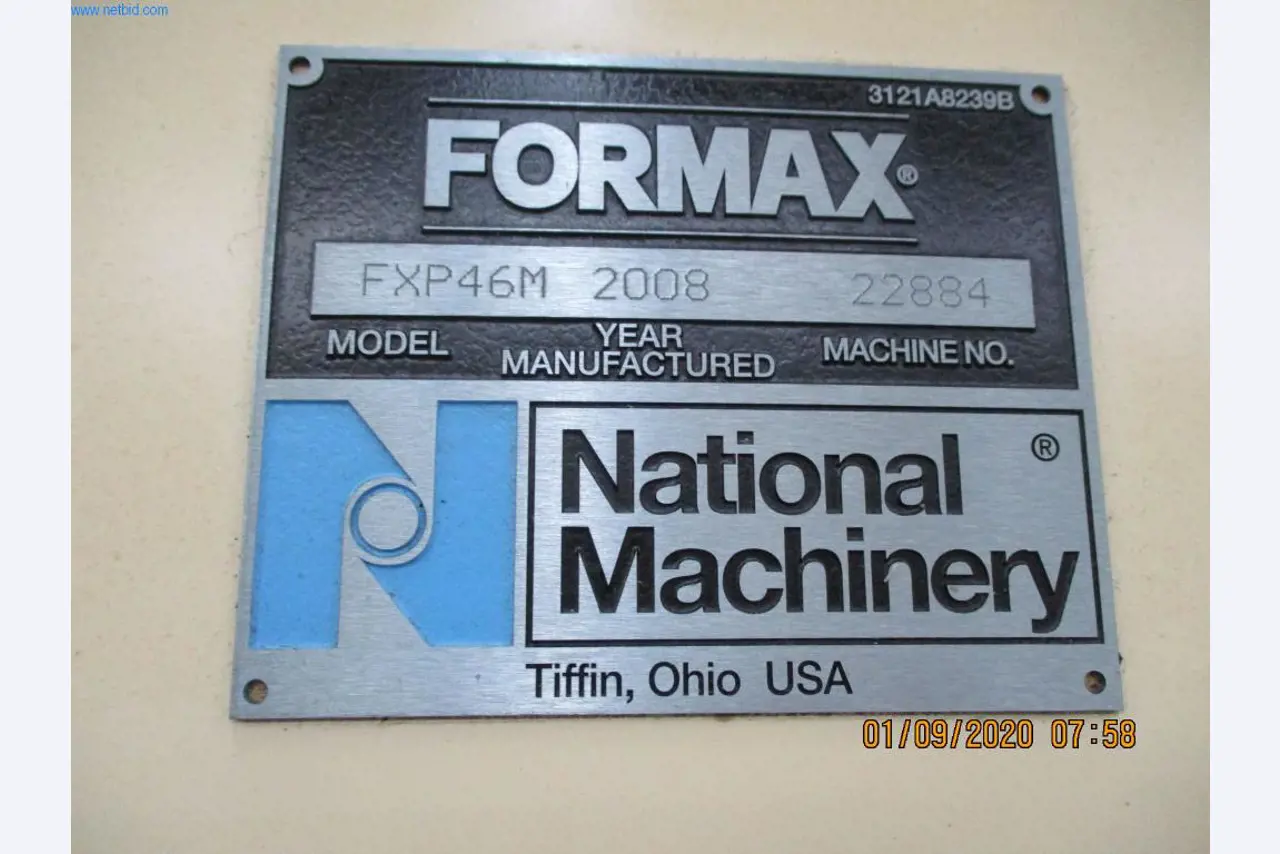 www.netbid.com
3121A8239B
FORMAX®
FXP46M 2008 22884
MODEL YEAR MANUFACTURED MACHINE NO.
National ®
Machinery
Tiffin, Ohio USA
01/09/2020 07:58